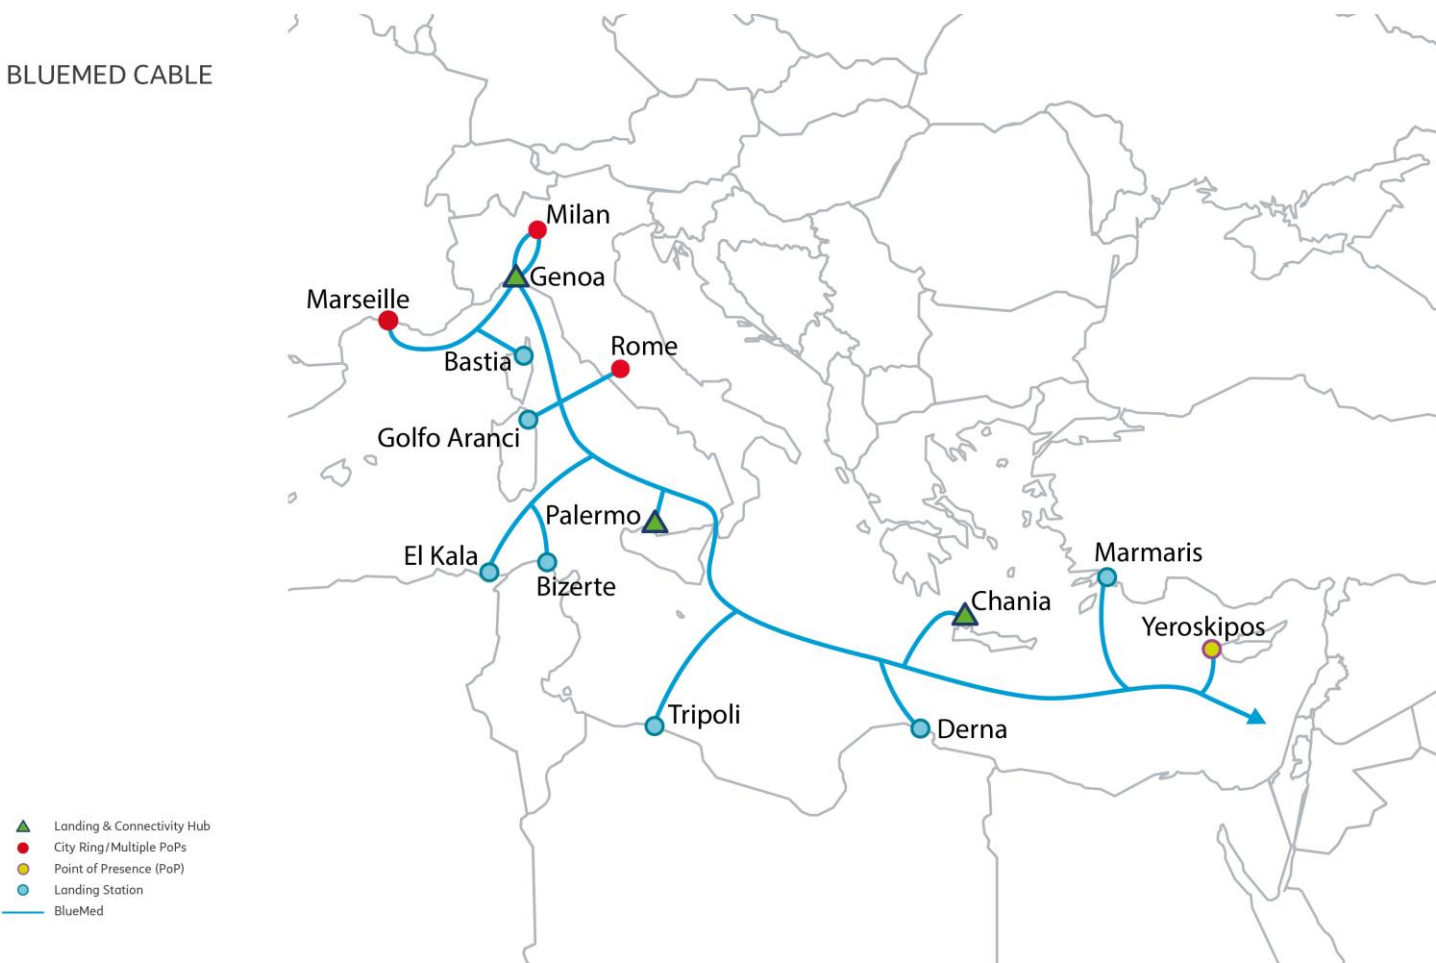 BLUEMED CABLE
Milan
Genoa
Marseille
Rome
Bastia
Golfo Aranci
Palermo
El Kala
Bizerte
Marmaris
Chania
Yeroskipos
Tripoli
Derna
Landing & Connectivity Hub
City Ring/Multiple PoPs
Point of Presence (PoP)
Landing Station
BlueMed